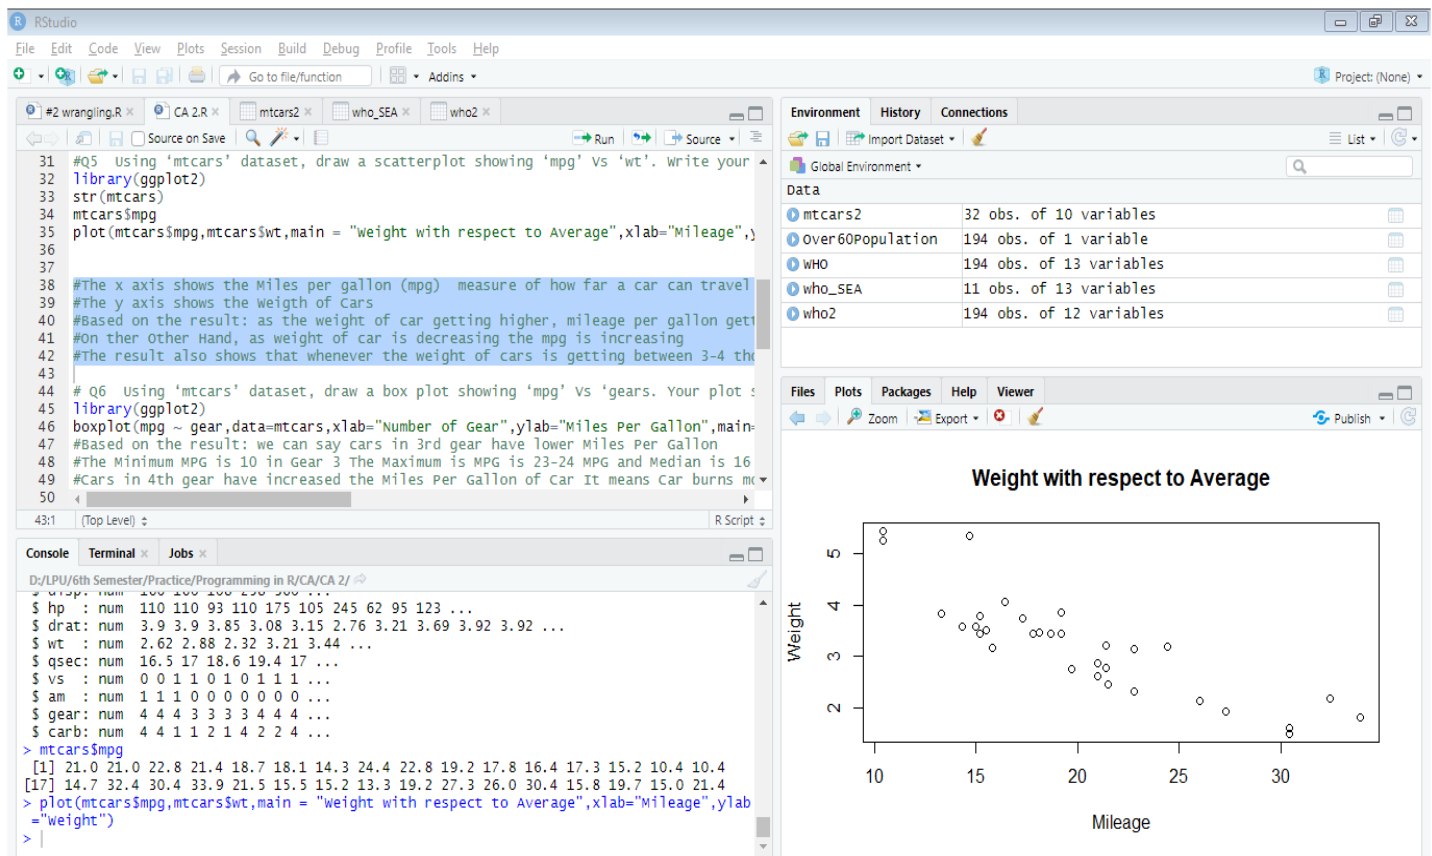 RStudio
File Edit Code View Plots Session Build Debug Profile Tools Help
Go to file/function Addins Project: (None)
#2 wrangling.R CA 2.R mtcars2 who_SEA who2
Source on Save Run Source
31 #Q5 Using ‘mtcars’ dataset, draw a scatterplot showing ‘mpg’ Vs ‘wt’. Write your
32 library(ggplot2)
33 str(mtcars)
34 mtcars$mpg
35 plot(mtcars$mpg,mtcars$wt,main = "Weight with respect to Average",xlab="Mileage",y
36
37
38 #The x axis shows the Miles per gallon (mpg) measure of how far a car can travel
39 #The y axis shows the Weigth of Cars
40 #Based on the result: as the weight of car getting higher, mileage per gallon gett
41 #On ther Other Hand, as weight of car is decreasing the mpg is increasing
42 #The result also shows that whenever the weight of cars is getting between 3-4 tho
43
44 # Q6 Using ‘mtcars’ dataset, draw a box plot showing ‘mpg’ Vs ‘gears. Your plot s
45 library(ggplot2)
46 boxplot(mpg ~ gear,data=mtcars,xlab="Number of Gear",ylab="Miles Per Gallon",main=
47 #Based on the result: we can say cars in 3rd gear have lower Miles Per Gallon
48 #The Minimum MPG is 10 in Gear 3 The Maximum is MPG is 23-24 MPG and Median is 16
49 #Cars in 4th gear have increased the Miles Per Gallon of Car It means Car burns mo
50
43:1 (Top Level) R Script
Console Terminal Jobs
D:/LPU/6th Semester/Practice/Programming in R/CA/CA 2/
$ hp : num 110 110 93 110 175 105 245 62 95 123 ...
$ drat: num 3.9 3.9 3.85 3.08 3.15 2.76 3.21 3.69 3.92 3.92 ...
$ wt : num 2.62 2.88 2.32 3.21 3.44 ...
$ qsec: num 16.5 17 18.6 19.4 17 ...
$ vs : num 0 0 1 1 0 1 0 1 1 1 ...
$ am : num 1 1 1 0 0 0 0 0 0 0 ...
$ gear: num 4 4 4 3 3 3 3 4 4 4 ...
$ carb: num 4 4 1 1 2 1 4 2 2 4 ...
> mtcars$mpg
[1] 21.0 21.0 22.8 21.4 18.7 18.1 14.3 24.4 22.8 19.2 17.8 16.4 17.3 15.2 10.4 10.4
[17] 14.7 32.4 30.4 33.9 21.5 15.5 15.2 13.3 19.2 27.3 26.0 30.4 15.8 19.7 15.0 21.4
> plot(mtcars$mpg,mtcars$wt,main = "Weight with respect to Average",xlab="Mileage",ylab
="Weight")
>
Environment History Connections
Import Dataset List
Global Environment
Data
mtcars2 32 obs. of 10 variables
Over60Population 194 obs. of 1 variable
WHO 194 obs. of 13 variables
who_SEA 11 obs. of 13 variables
who2 194 obs. of 12 variables
Files Plots Packages Help Viewer
Zoom Export Publish
Weight with respect to Average
5
4
3
2
Weight
10 15 20 25 30
Mileage